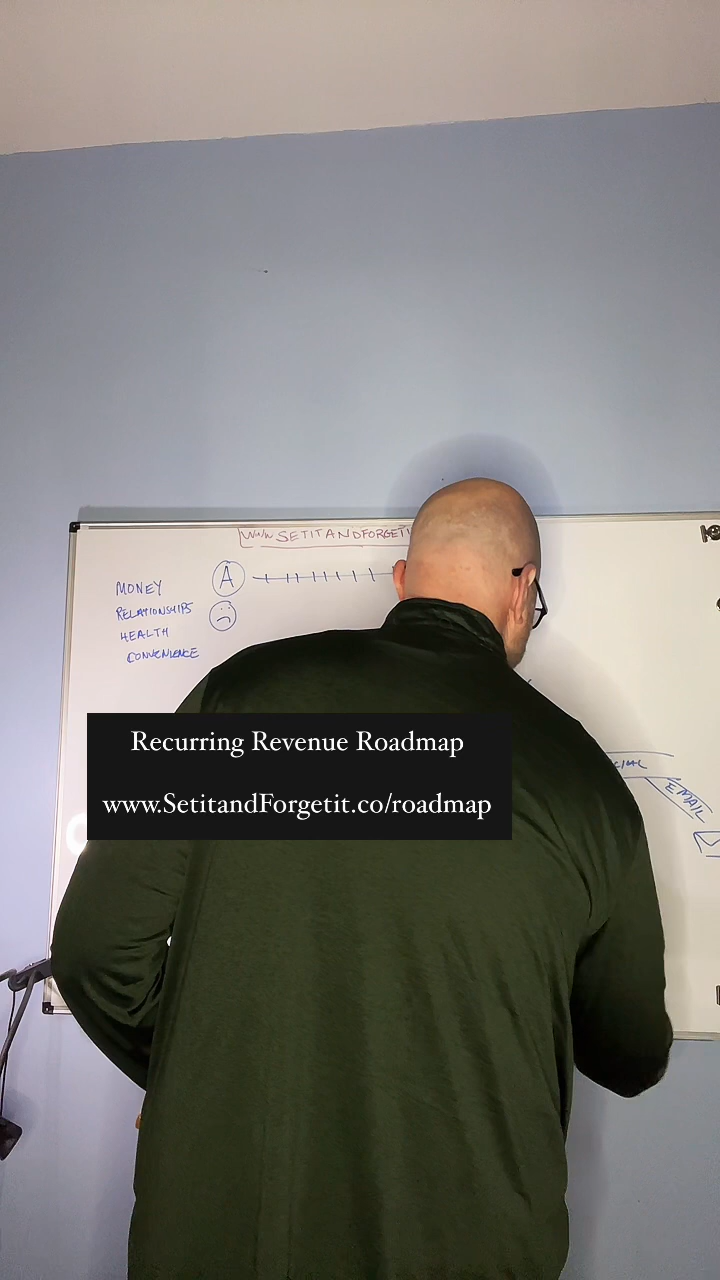 www.SETITANDFORGETI
A
MONEY
RELATIONSHIPS
HEALTH
CONVENIENCE
Recurring Revenue Roadmap
www.SetitandForgetit.co/roadmap
EMAIL